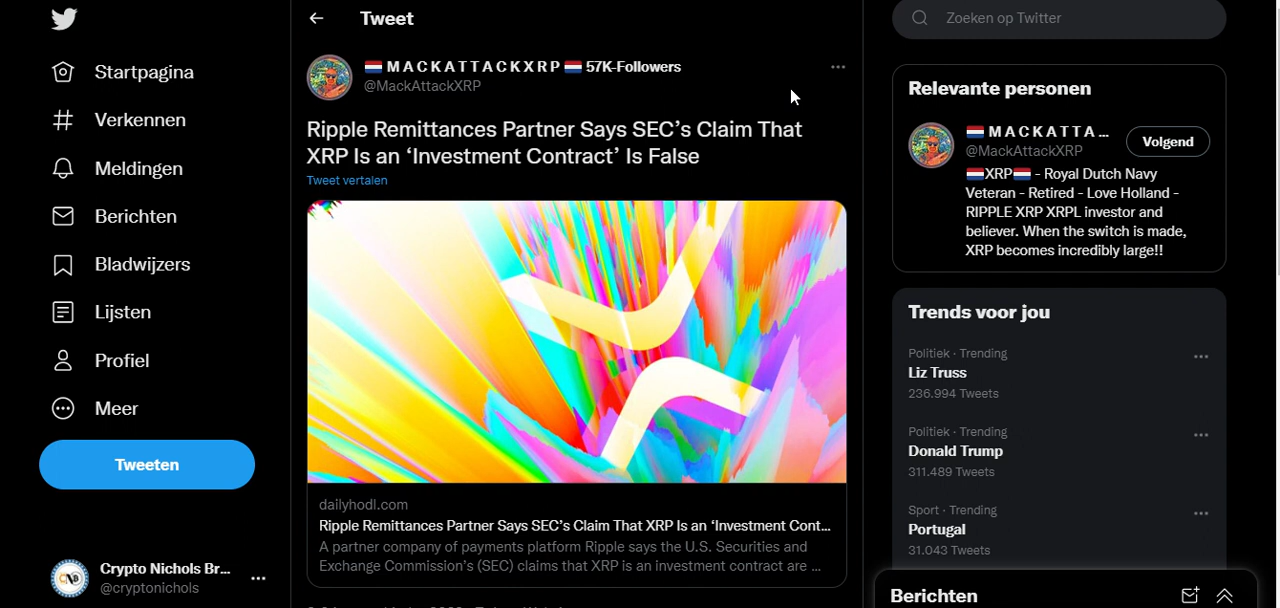 Startpagina
Verkennen
Meldingen
Berichten
Bladwijzers
Lijsten
Profiel
Meer
Tweeten
Crypto Nichols Br...
@cryptonichols
Tweet
MACKATTACKXRP 57K-Followers
@MackAttackXRP
Ripple Remittances Partner Says SEC’s Claim That
XRP Is an ‘Investment Contract’ Is False
Tweet vertalen
dailyhodl.com
Ripple Remittances Partner Says SEC’s Claim That XRP Is an ‘Investment Cont...
A partner company of payments platform Ripple says the U.S. Securities and
Exchange Commission’s (SEC) claims that XRP is an investment contract are ...
Zoeken op Twitter
Relevante personen
MACKATTA...
@MackAttackXRP
Volgend
XRP - Royal Dutch Navy
Veteran - Retired - Love Holland -
RIPPLE XRP XRPL investor and
believer. When the switch is made,
XRP becomes incredibly large!!
Trends voor jou
Politiek · Trending
Liz Truss
236.994 Tweets
Politiek · Trending
Donald Trump
311.489 Tweets
Sport · Trending
Portugal
31.043 Tweets
Berichten